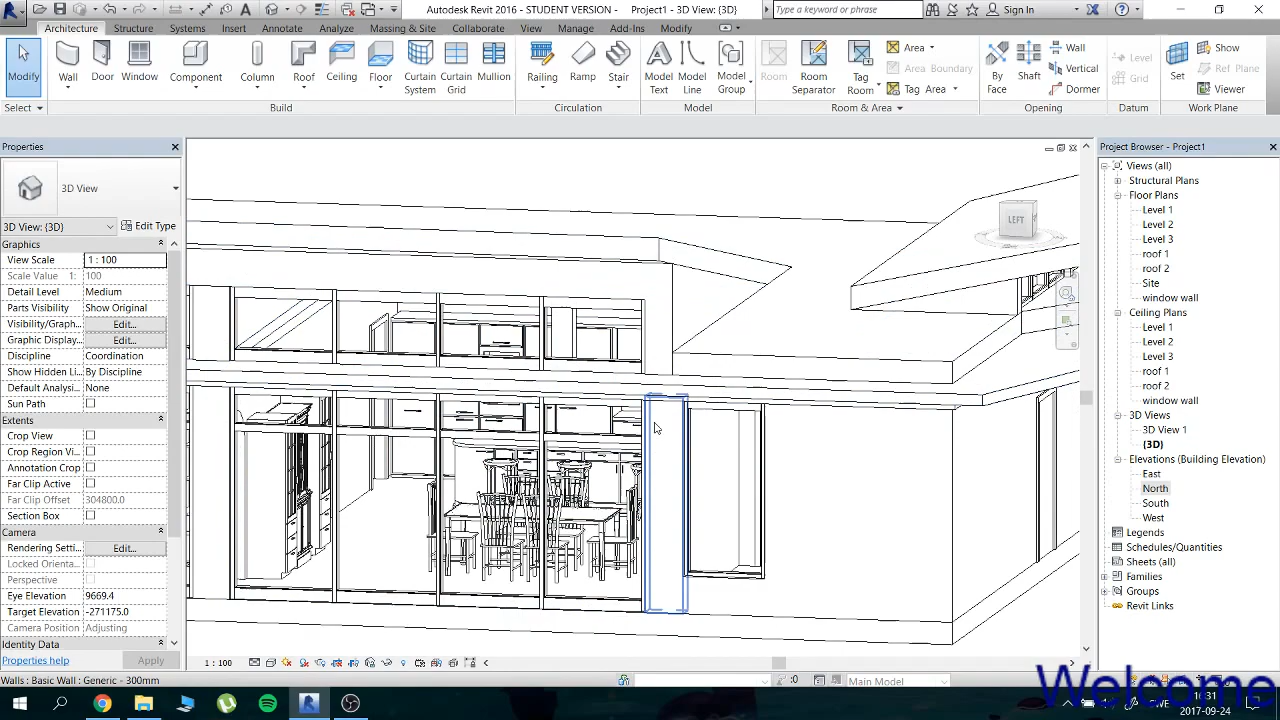 Autodesk Revit 2016 - STUDENT VERSION - Project1 - 3D View: {3D}
Type a keyword or phrase
Sign In
Architecture Structure Systems Insert Annotate Analyze Massing & Site Collaborate View Manage Add-Ins Modify
Modify Wall Door Window Component Column Roof Ceiling Floor Curtain System Curtain Grid Mullion Railing Ramp Stair Model Text Model Line Model Group Room Room Separator Tag Room Area Area Boundary Tag Area By Face Shaft Wall Vertical Dormer Level Grid Set Show Ref Plane Viewer
Select Build Circulation Model Room & Area Opening Datum Work Plane
Properties
3D View
3D View: {3D} Edit Type
Graphics
View Scale 1 : 100
Scale Value 1: 100
Detail Level Medium
Parts Visibility Show Original
Visibility/Graph... Edit...
Graphic Display... Edit...
Discipline Coordination
Show Hidden Li... By Discipline
Default Analysi... None
Sun Path
Extents
Crop View
Crop Region Vi...
Annotation Crop
Far Clip Active
Far Clip Offset 304800.0
Section Box
Camera
Rendering Setti... Edit...
Locked Orienta...
Perspective
Eye Elevation 9669.4
Target Elevation -271175.0
Camera Position Adjusting
Identity Data
Properties help Apply
LEFT
1 : 100
Project Browser - Project1
Views (all)
Structural Plans
Floor Plans
Level 1
Level 2
Level 3
roof 1
roof 2
Site
window wall
Ceiling Plans
Level 1
Level 2
Level 3
roof 1
roof 2
window wall
3D Views
3D View 1
{3D}
Elevations (Building Elevation)
East
North
South
West
Legends
Schedules/Quantities
Sheets (all)
Families
Groups
Revit Links
Walls : Basic Wall : Generic - 300mm
:0
Main Model
Welcome
SWE
16:31
2017-09-24